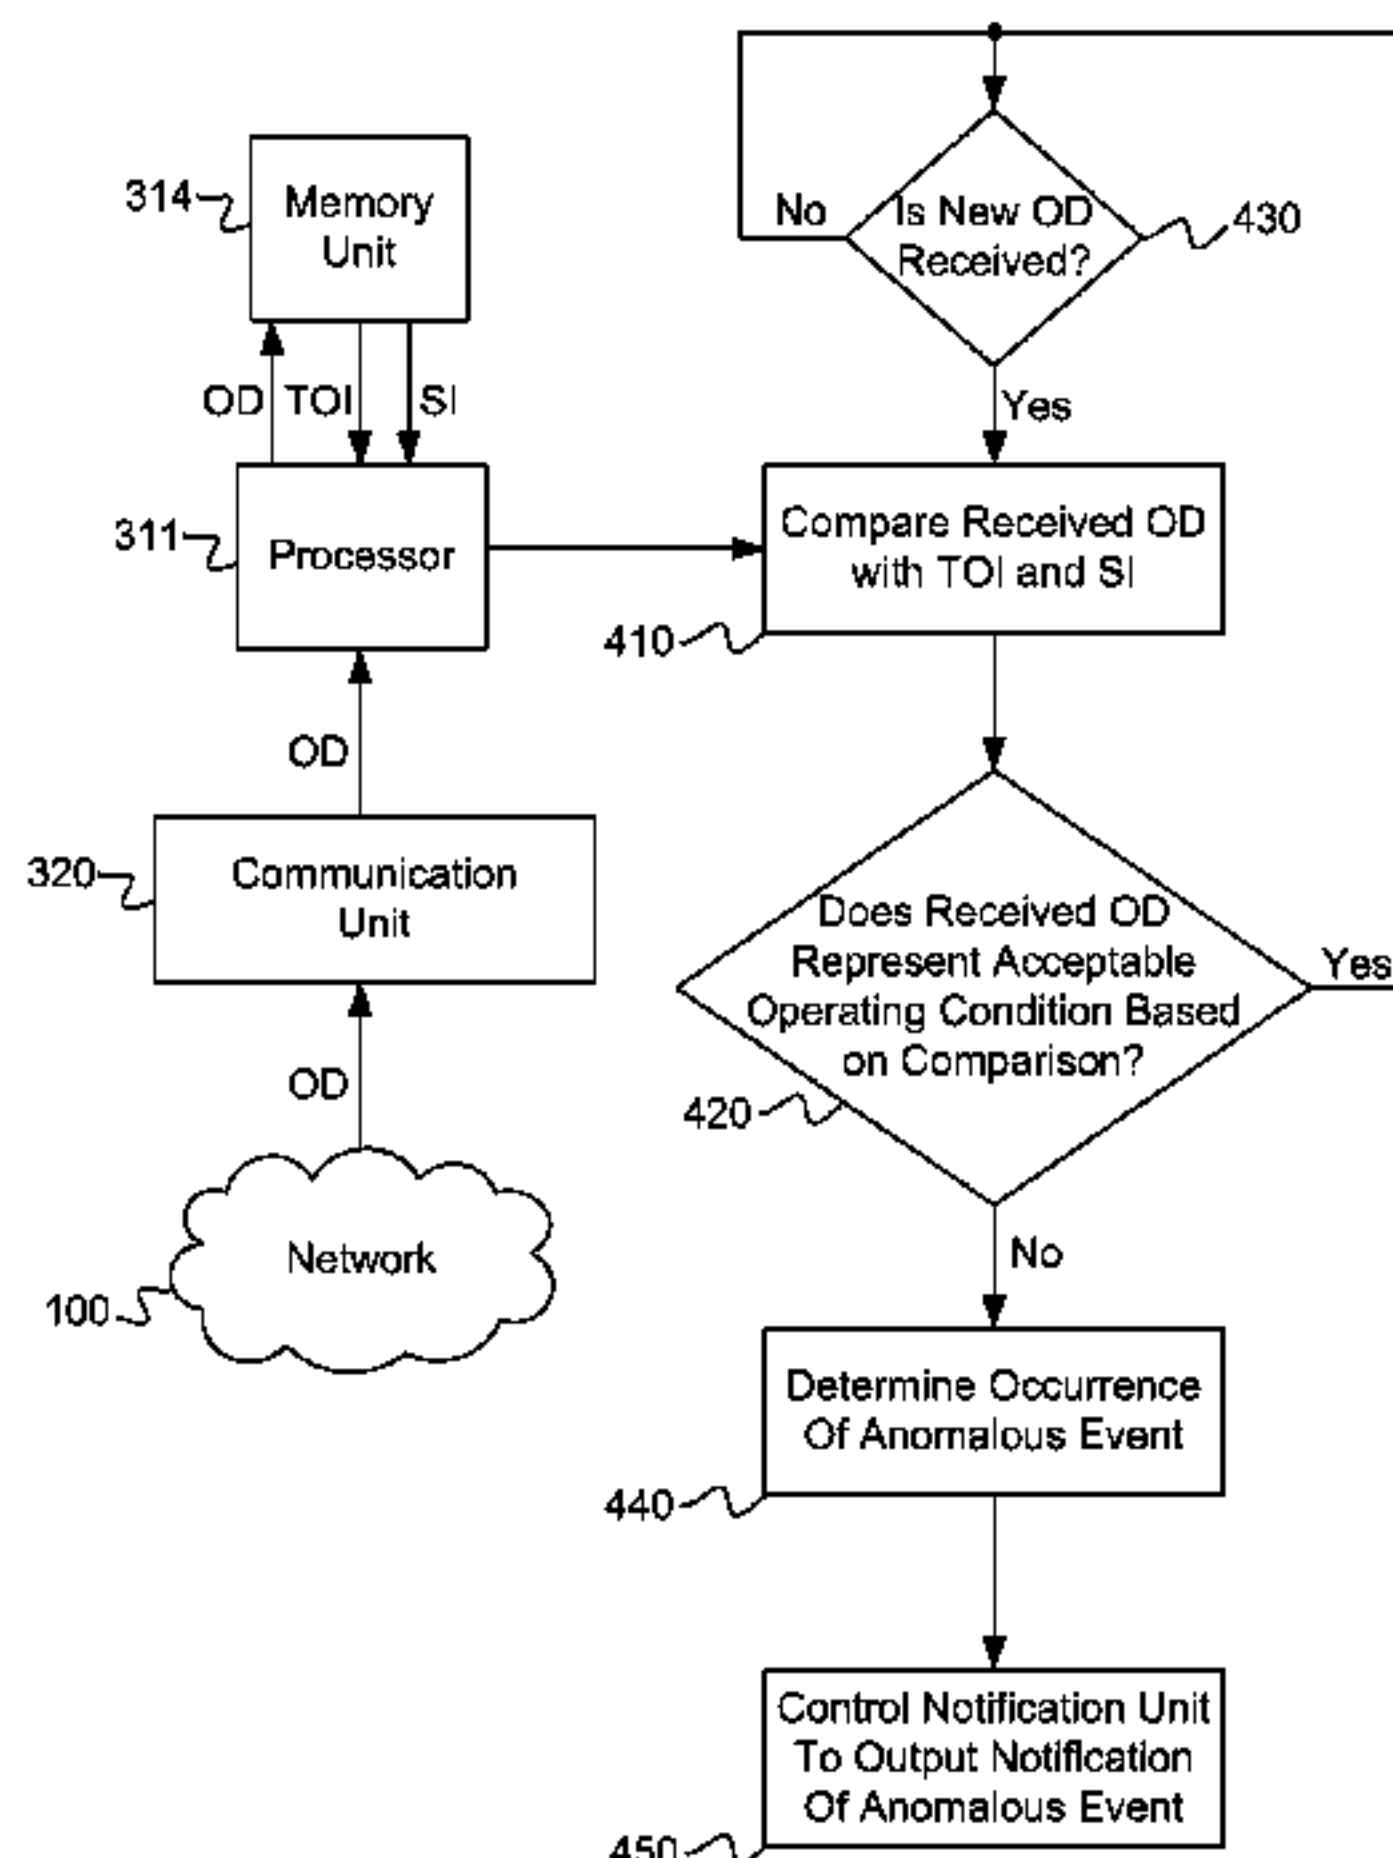 314
Memory
Unit
OD
TOI
SI
311
Processor
OD
320
Communication
Unit
OD
100
Network
No
Is New OD
Received?
430
Yes
Compare Received OD
with TOI and SI
410
Does Received OD
Represent Acceptable
Operating Condition Based
on Comparison?
Yes
420
No
Determine Occurrence
Of Anomalous Event
440
Control Notification Unit
To Output Notification
Of Anomalous Event
450